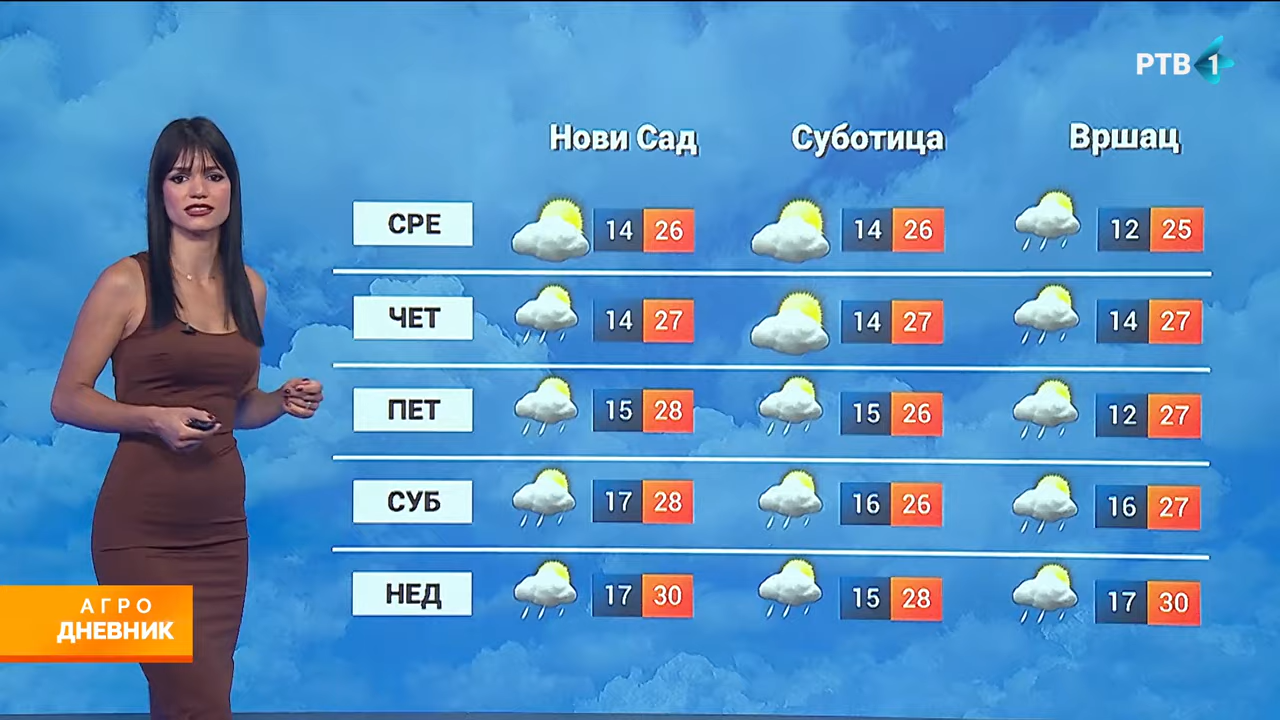 РТВ 1
Нови Сад Суботица Вршац
СРЕ 14 26 14 26 12 25
ЧЕТ 14 27 14 27 14 27
ПЕТ 15 28 15 26 12 27
СУБ 17 28 16 26 16 27
НЕД 17 30 15 28 17 30
АГРО
ДНЕВНИК